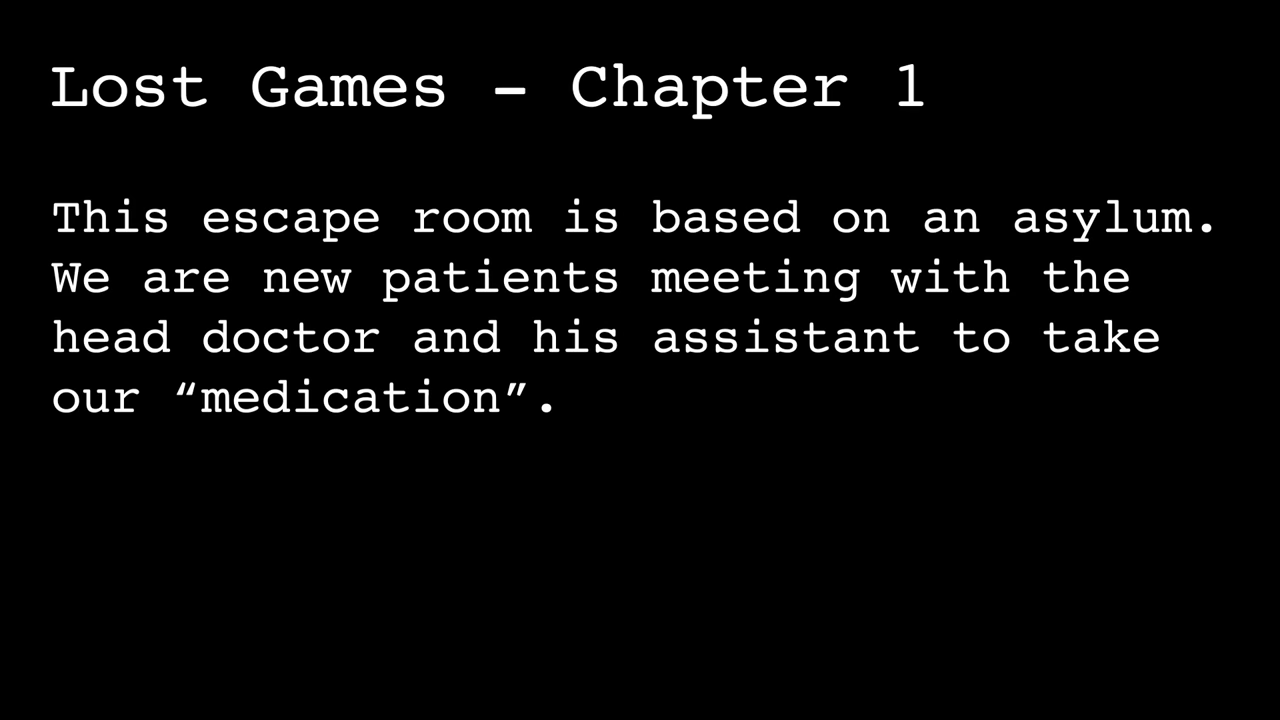 Lost Games – Chapter 1
This escape room is based on an asylum.
We are new patients meeting with the
head doctor and his assistant to take
our “medication”.